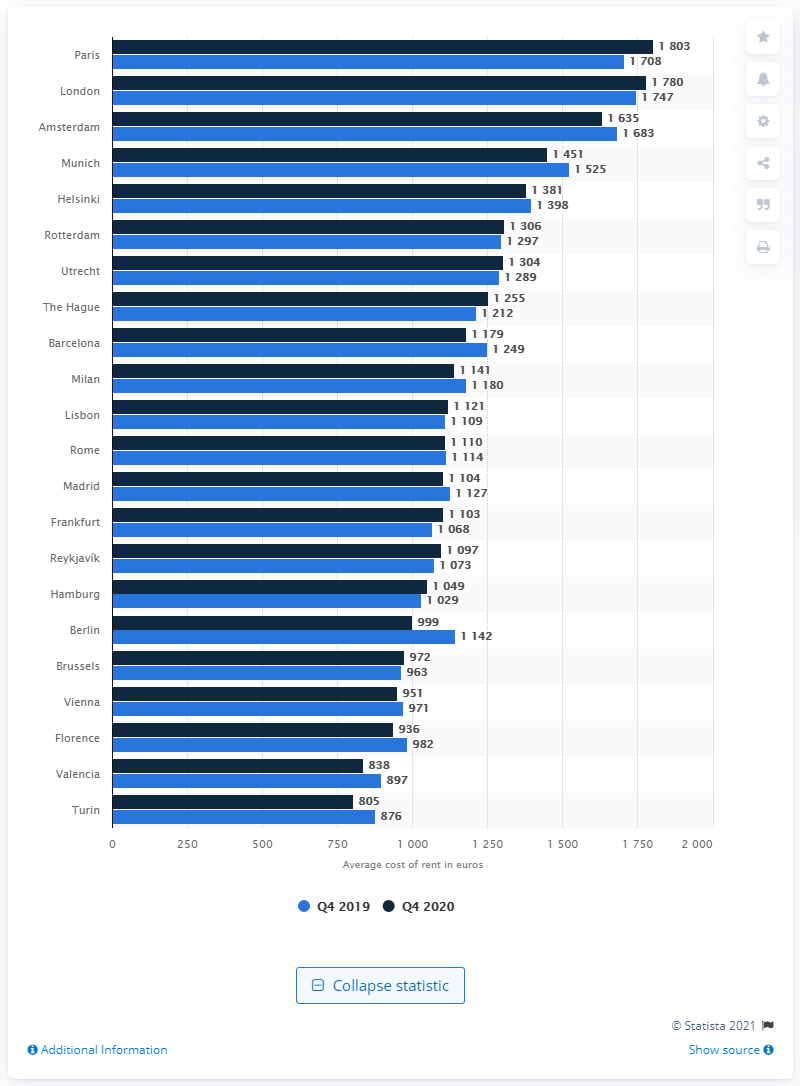 Paris
1 803
1 708
London
1 780
1 747
Amsterdam
1 635
1 683
Munich
1 451
1 525
Helsinki
1 381
1 398
Rotterdam
1 306
1 297
Utrecht
1 304
1 289
The Hague
1 255
1 212
Barcelona
1 179
1 249
Milan
1 141
1 180
Lisbon
1 121
1 109
Rome
1 110
1 114
Madrid
1 104
1 127
Frankfurt
1 103
1 068
Reykjavík
1 097
1 073
Hamburg
1 049
1 029
Berlin
999
1 142
Brussels
972
963
Vienna
951
971
Florence
936
982
Valencia
838
897
Turin
805
876
0 250 500 750 1 000 1 250 1 500 1 750 2 000
Average cost of rent in euros
Q4 2019 Q4 2020
Collapse statistic
© Statista 2021
Additional Information Show source